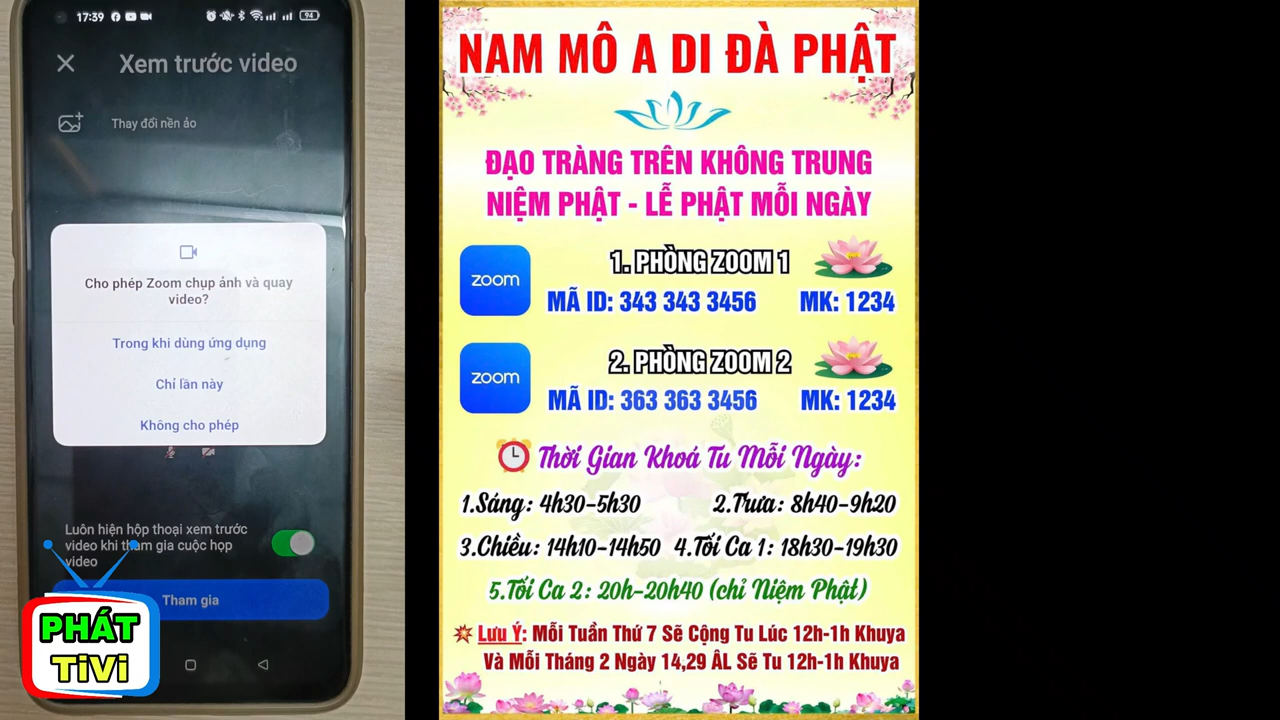 17:39
94
Xem trước video
Thay đổi nền ảo
Cho phép Zoom chụp ảnh và quay
video?
Trong khi dùng ứng dụng
Chỉ lần này
Không cho phép
Luôn hiện hộp thoại xem trước
video khi tham gia cuộc họp
video
Tham gia
PHÁT
TiVi
NAM MÔ A DI ĐÀ PHẬT
ĐẠO TRÀNG TRÊN KHÔNG TRUNG
NIỆM PHẬT - LỄ PHẬT MỖI NGÀY
zoom
1. PHÒNG ZOOM 1
MÃ ID: 343 343 3456 MK: 1234
zoom
2. PHÒNG ZOOM 2
MÃ ID: 363 363 3456 MK: 1234
Thời Gian Khoá Tu Mỗi Ngày:
1.Sáng: 4h30-5h30 2.Trưa: 8h40-9h20
3.Chiều: 14h10-14h50 4.Tối Ca 1: 18h30-19h30
5.Tối Ca 2: 20h-20h40 (chỉ Niệm Phật)
Lưu Ý: Mỗi Tuần Thứ 7 Sẽ Cộng Tu Lúc 12h-1h Khuya
Và Mỗi Tháng 2 Ngày 14,29 ÂL Sẽ Tu 12h-1h Khuya